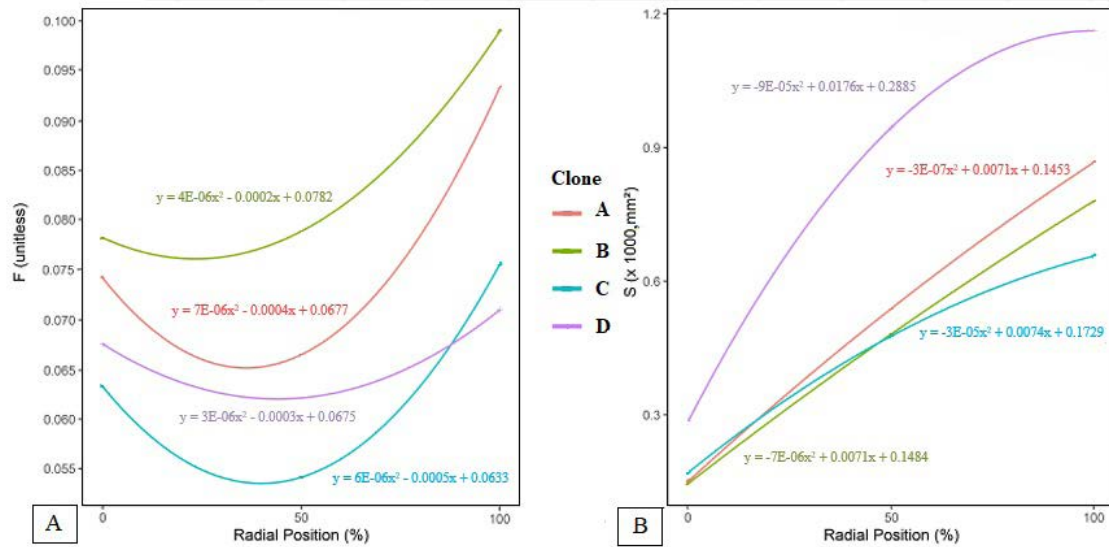 0.100
0.095
0.090
0.085
0.080
0.075
0.070
0.065
0.060
0.055
F (unitless)
y = 4E-06x² - 0.0002x + 0.0782
y = 7E-06x² - 0.0004x + 0.0677
y = 3E-06x² - 0.0003x + 0.0675
y = 6E-06x² - 0.0005x + 0.0633
0
50
100
Radial Position (%)
A
Clone
A
B
C
D
1.2
0.9
0.6
0.3
S (x 1000,mm²)
y = -9E-05x² + 0.0176x + 0.2885
y = -3E-07x² + 0.0071x + 0.1453
y = -3E-05x² + 0.0074x + 0.1729
y = -7E-06x² + 0.0071x + 0.1484
0
50
100
Radial Position (%)
B